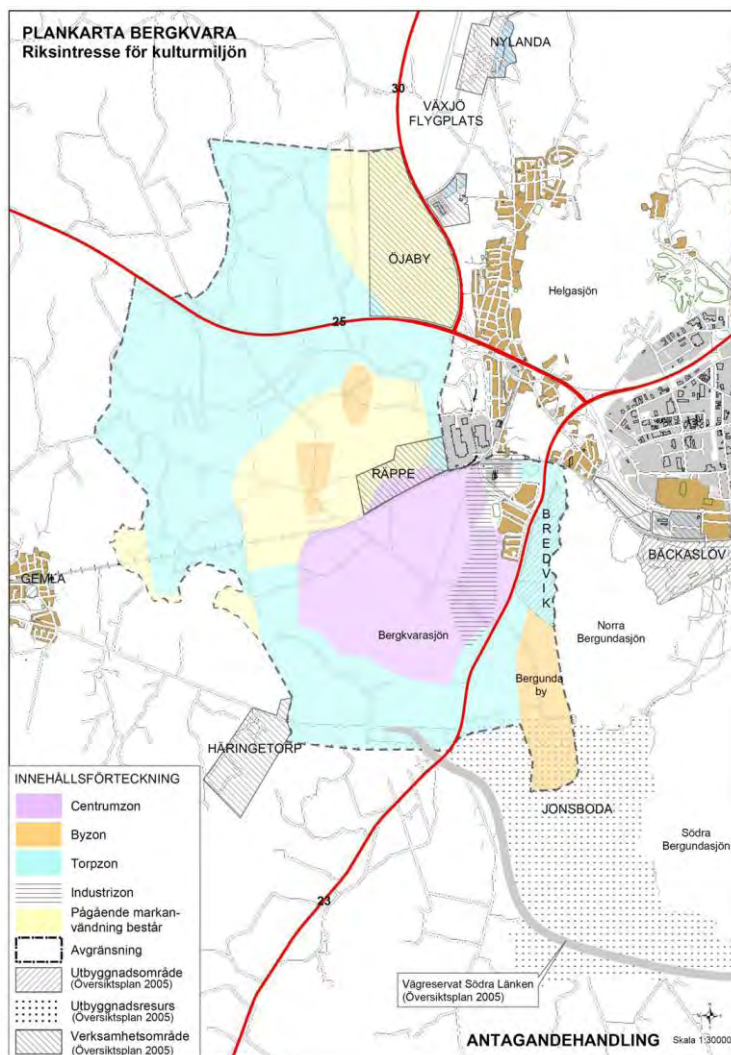 PLANKARTA BERGKVARA
Riksintresse för kulturmiljön
NYLANDA
30
VÄXJÖ
FLYGPLATS
ÖJABY
Helgasjön
25
RÄPPE
BREDVIK
BÄCKASLÖV
GEMLA
Norra
Bergundasjön
Bergkvarasjön
Bergunda
by
HÄRINGETORP
JONSBODA
Södra
Bergundasjön
23
INNEHÅLLSFÖRTECKNING
Centrumzon
Byzon
Torpzon
Industrizon
Pågående markan-
vändning består
Avgränsning
Utbyggnadsområde
(Översiktsplan 2005)
Utbyggnadsresurs
(Översiktsplan 2005)
Verksamhetsområde
(Översiktsplan 2005)
Vägreservat Södra Länken
(Översiktsplan 2005)
ANTAGANDEHANDLING Skala 1:30000